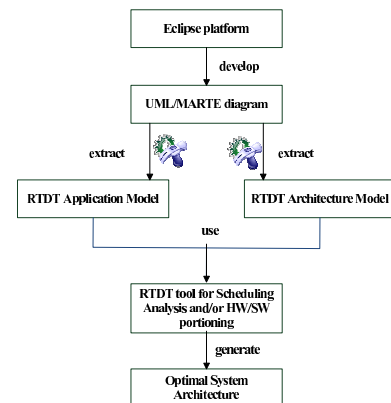 Eclipse platform
develop
UML/MARTE diagram
extract
extract
RTDT Application Model
RTDT Architecture Model
use
RTDT tool for Scheduling
Analysis and/or HW/SW
portioning
generate
Optimal System
Architecture